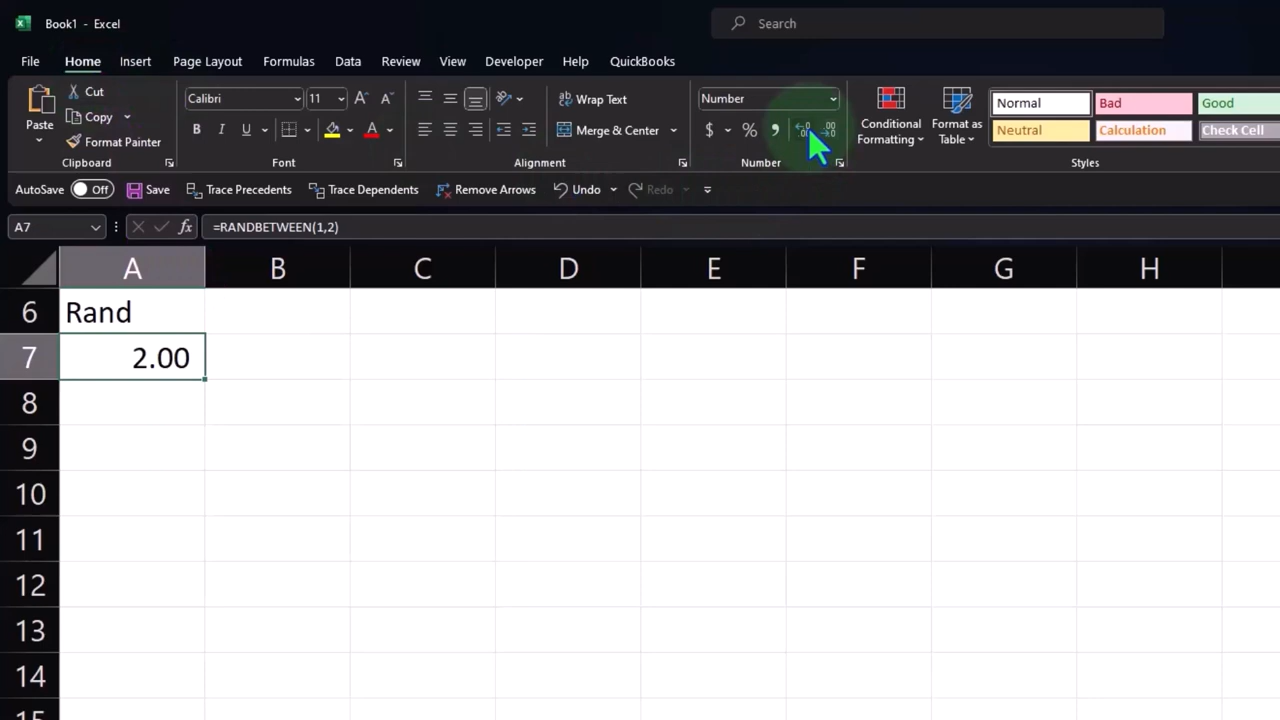 Book1 - Excel
Search
File Home Insert Page Layout Formulas Data Review View Developer Help QuickBooks
Paste
Cut
Copy
Format Painter
Clipboard
Calibri 11
B I U
Font
Wrap Text
Merge & Center
Alignment
Number
$ %
Number
Conditional
Formatting
Format as
Table
Normal Bad Good
Neutral Calculation Check Cell
Styles
AutoSave Off Save Trace Precedents Trace Dependents Remove Arrows Undo Redo
A7 fx =RANDBETWEEN(1,2)
A B C D E F G H
6 Rand
7 2.00
8
9
10
11
12
13
14
15